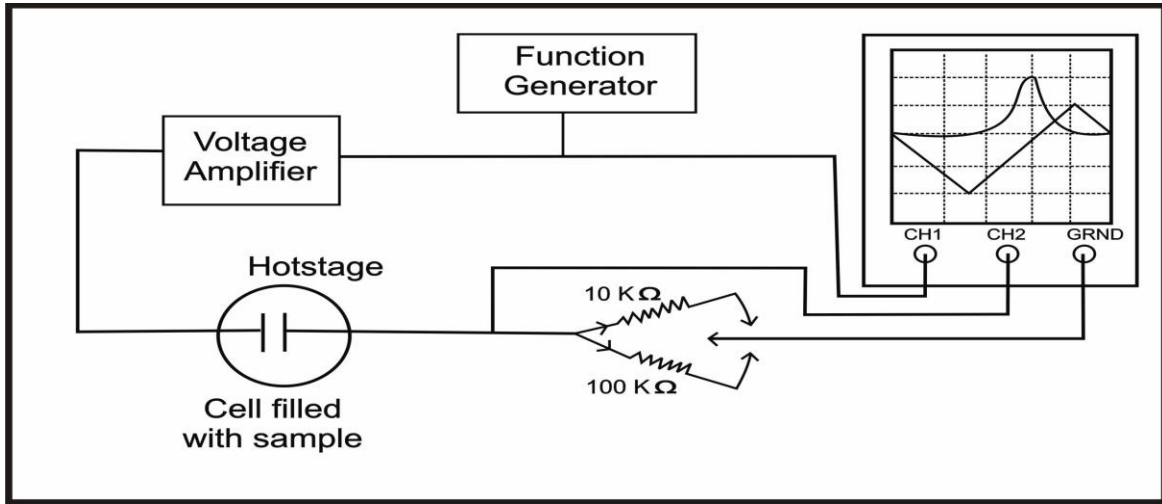 Function
Generator
Voltage
Amplifier
CH1 CH2 GRND
Hotstage
10 KΩ
100 KΩ
Cell filled
with sample